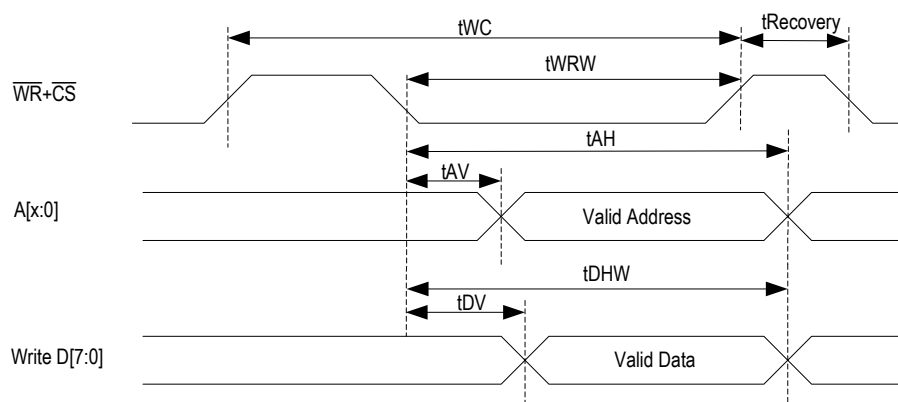 tWC
tRecovery
tWRW
WR+CS
tAH
tAV
A[x:0]
Valid Address
tDHW
tDV
Write D[7:0]
Valid Data